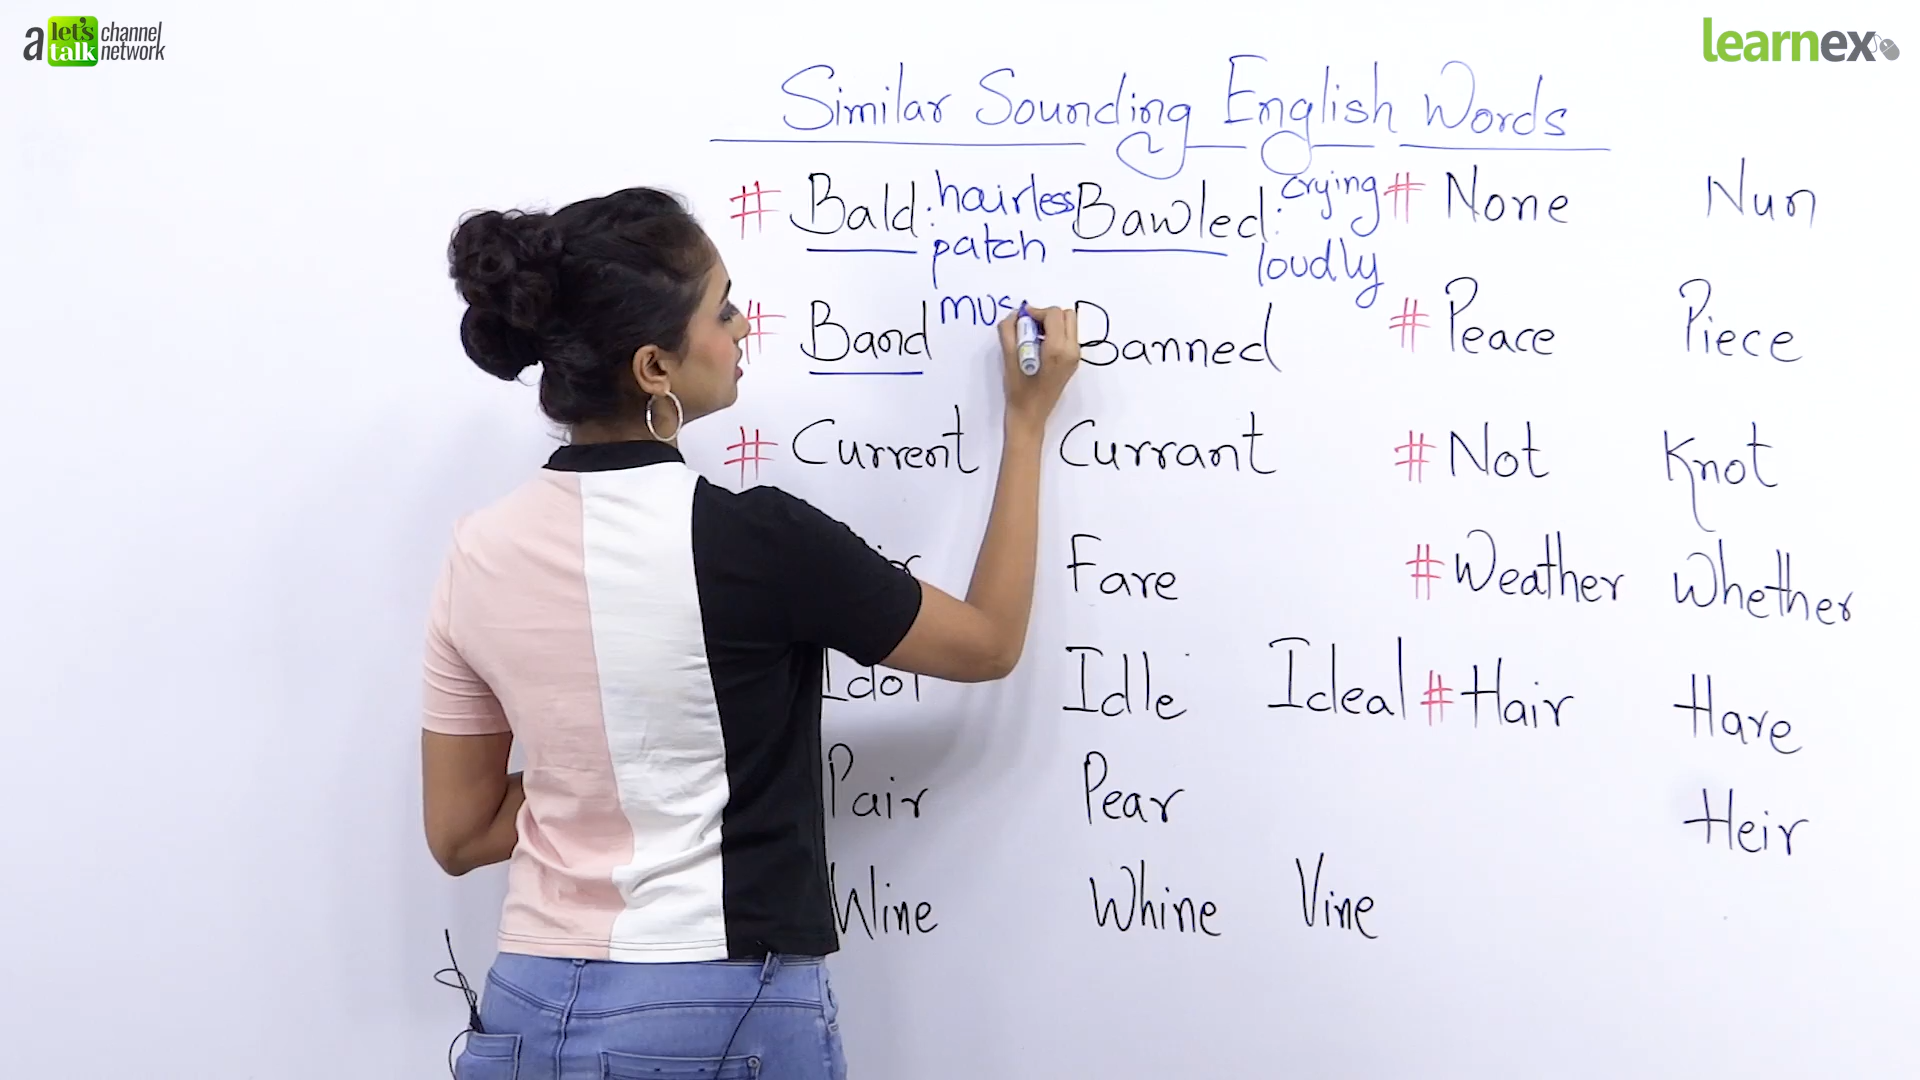 a let's talk channel network
learnex
Similar Sounding English Words
# Bald : hairless patch Bawled : crying loudly
# Band mus Banned
# Current Currant
Fare
Idol Idle Ideal
Pair Pear
Wine Whine Vine
# None Nun
# Peace Piece
# Not Knot
# Weather Whether
# Hair Hare
Heir